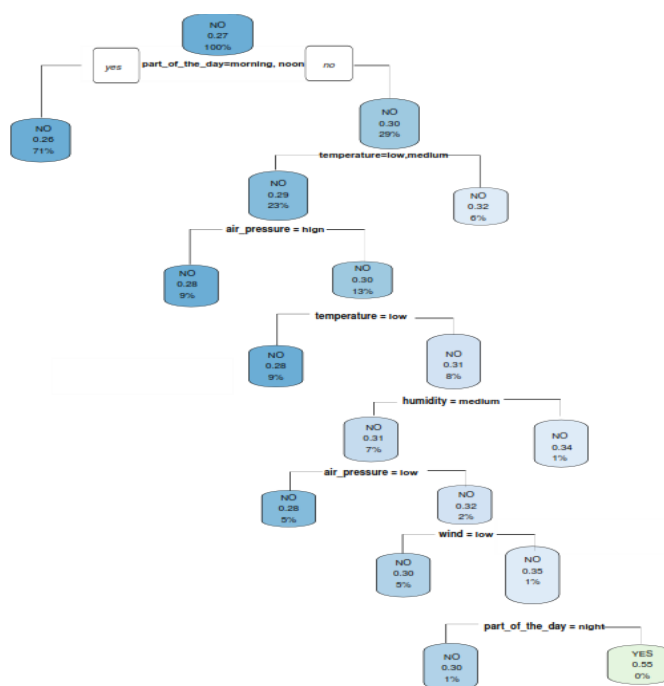 NO
0.27
100%
yes
part_of_the_day=morning, noon
no
NO
0.26
71%
NO
0.30
29%
temperature=low,medium
NO
0.29
23%
NO
0.32
6%
air_pressure = hign
NO
0.28
9%
NO
0.30
13%
temperature = low
NO
0.28
9%
NO
0.31
8%
humidity = medium
NO
0.31
7%
NO
0.34
1%
air_pressure = low
NO
0.28
5%
NO
0.32
2%
wind = low
NO
0.30
5%
NO
0.35
1%
part_of_the_day = night
NO
0.30
1%
YES
0.55
0%